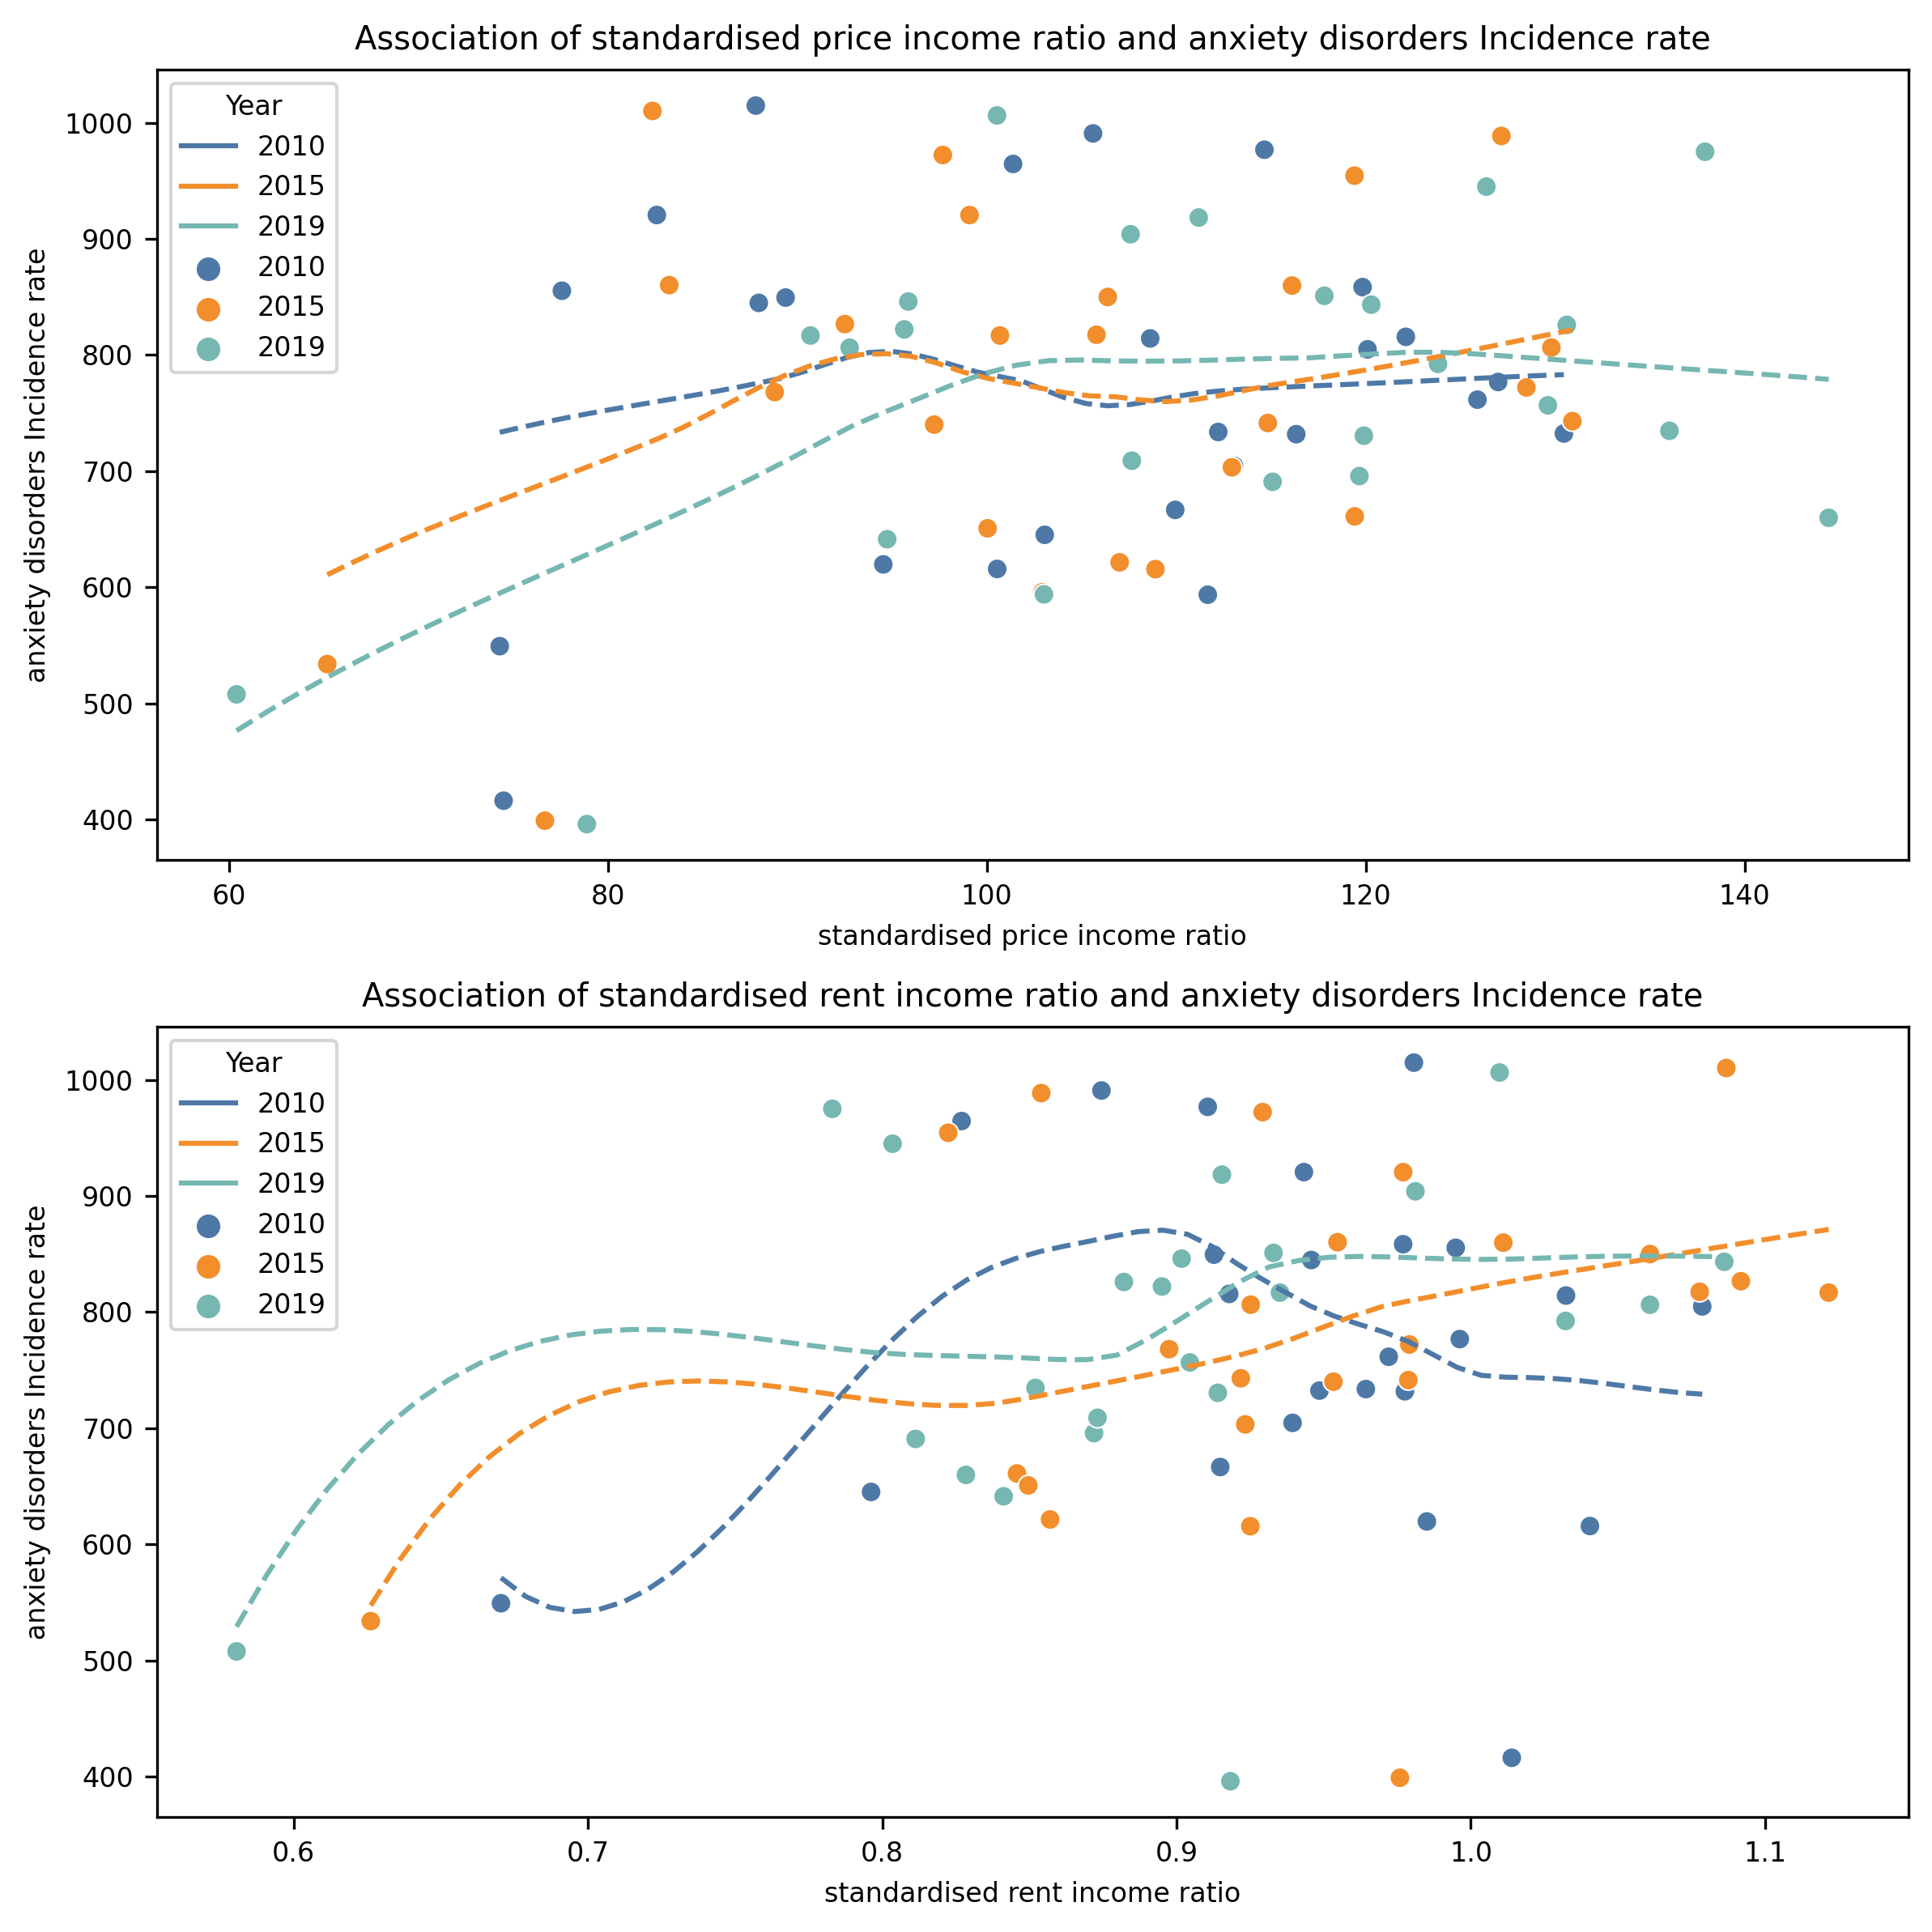 Association of standardised price income ratio and anxiety disorders Incidence rate
Year
2010
2015
2019
2010
2015
2019
1000
900
800
700
600
500
400
anxiety disorders Incidence rate
60 80 100 120 140
standardised price income ratio
Association of standardised rent income ratio and anxiety disorders Incidence rate
Year
2010
2015
2019
2010
2015
2019
1000
900
800
700
600
500
400
anxiety disorders Incidence rate
0.6 0.7 0.8 0.9 1.0 1.1
standardised rent income ratio